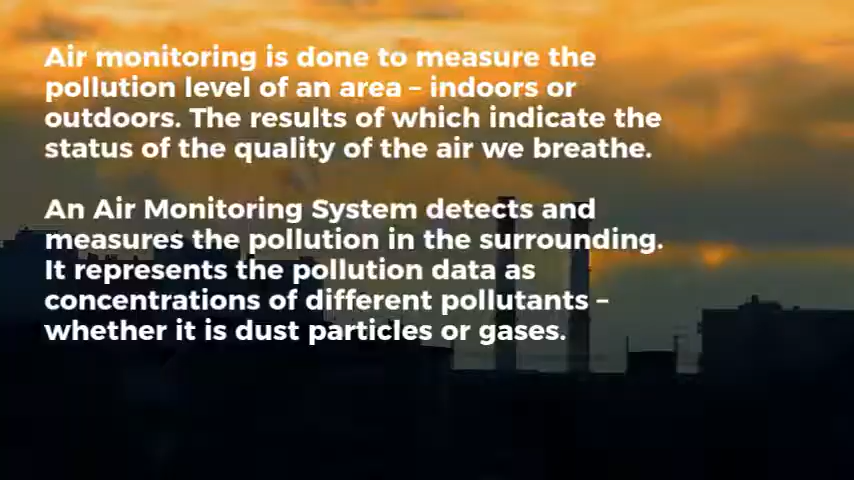 Air monitoring is done to measure the
pollution level of an area – indoors or
outdoors. The results of which indicate the
status of the quality of the air we breathe.
An Air Monitoring System detects and
measures the pollution in the surrounding.
It represents the pollution data as
concentrations of different pollutants –
whether it is dust particles or gases.